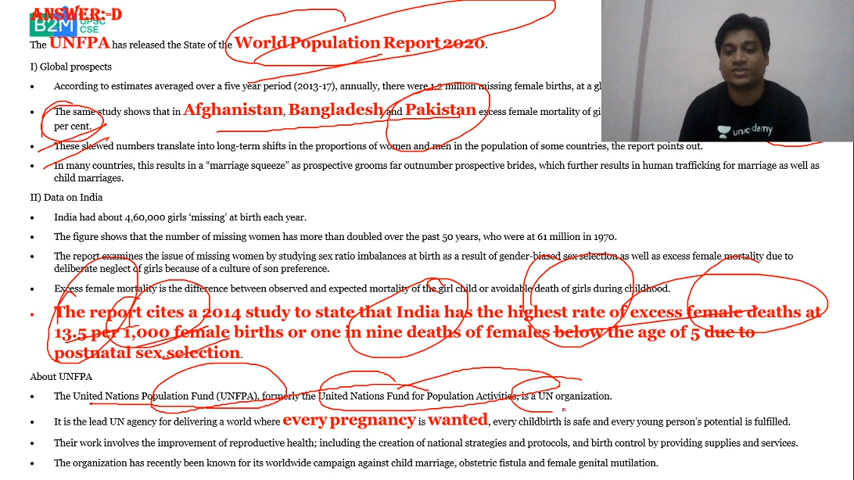 ANSWER:-D
B2M UPSC CSE
The UNFPA has released the State of the World Population Report 2020.
I) Global prospects
• According to estimates averaged over a five year period (2013-17), annually, there were 1.2 million missing female births, at a
• The same study shows that in Afghanistan, Bangladesh and Pakistan excess female mortality of
per cent.
• These skewed numbers translate into long-term shifts in the proportions of women and men in the population of some countries, the report points out.
• In many countries, this results in a “marriage squeeze” as prospective grooms far outnumber prospective brides, which further results in human trafficking for marriage as well as
child marriages.
unacademy
II) Data on India
• India had about 4,60,000 girls ‘missing’ at birth each year.
• The figure shows that the number of missing women has more than doubled over the past 50 years, who were at 61 million in 1970.
• The report examines the issue of missing women by studying sex ratio imbalances at birth as a result of gender-biased sex selection as well as excess female mortality due to
deliberate neglect of girls because of a culture of son preference.
• Excess female mortality is the difference between observed and expected mortality of the girl child or avoidable death of girls during childhood.
• The report cites a 2014 study to state that India has the highest rate of excess female deaths at
13.5 per 1,000 female births or one in nine deaths of females below the age of 5 due to
postnatal sex selection.
About UNFPA
• The United Nations Population Fund (UNFPA), formerly the United Nations Fund for Population Activities, is a UN organization.
• It is the lead UN agency for delivering a world where every pregnancy is wanted, every childbirth is safe and every young person's potential is fulfilled.
• Their work involves the improvement of reproductive health; including the creation of national strategies and protocols, and birth control by providing supplies and services.
• The organization has recently been known for its worldwide campaign against child marriage, obstetric fistula and female genital mutilation.